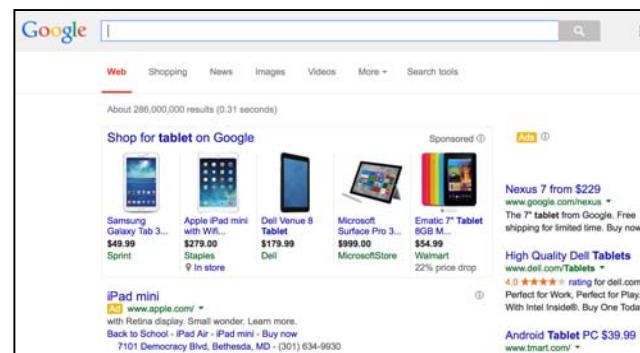 Google
Web Shopping News Images Videos More Search tools
About 286,000,000 results (0.31 seconds)
Shop for tablet on Google
Sponsored
Samsung
Galaxy Tab 3...
$49.99
Sprint
Apple iPad mini
with Wifi...
$279.00
Staples
In store
Dell Venue 8
Tablet
$179.99
Dell
Microsoft
Surface Pro 3...
$999.00
MicrosoftStore
Ematic 7" Tablet
8GB M...
$54.99
Walmart
22% price drop
iPad mini
Ad www.apple.com/
with Retina display. Small wonder. Learn more.
Back to School - iPad Air - iPad mini - Buy now
7101 Democracy Blvd, Bethesda, MD - (301) 634-9930
Ads
Nexus 7 from $229
www.google.com/nexus
The 7" tablet from Google. Free
shipping for limited time. Buy now
High Quality Dell Tablets
www.dell.com/Tablets
4.0 ★★★★★ rating for dell.com
Perfect for Work, Perfect for Play.
With Intel Inside®. Buy One Toda
Android Tablet PC $39.99
www.tmart.com/